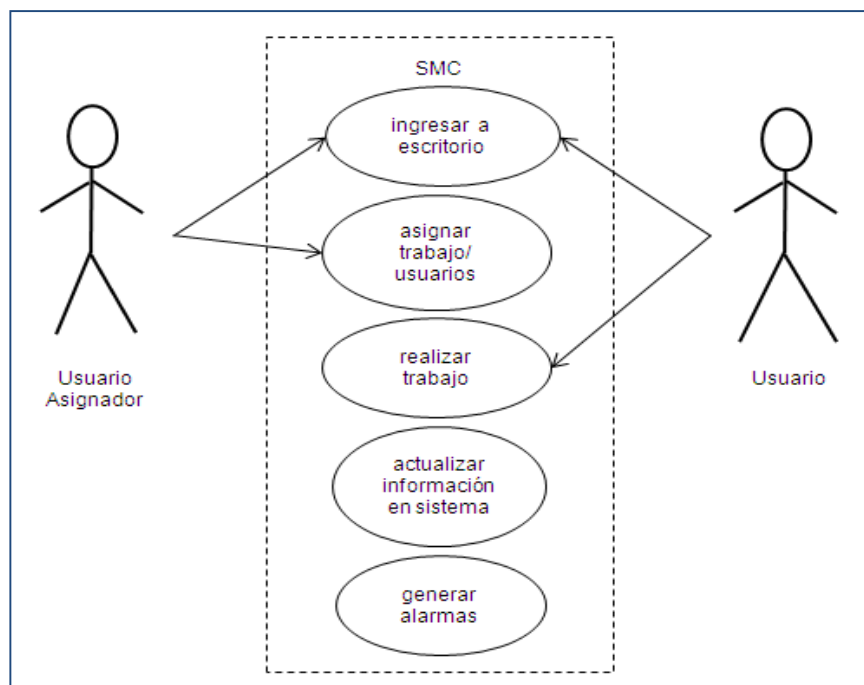 SMC
ingresar a
escritorio
asignar
trabajo/
usuarios
realizar
trabajo
Usuario
Asignador
Usuario
actualizar
información
en sistema
generar
alarmas